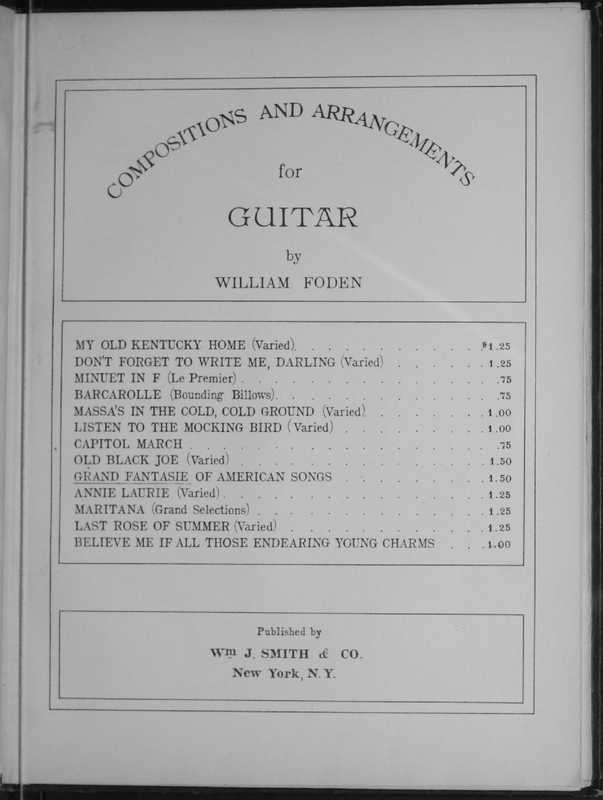 COMPOSITIONS AND ARRANGEMENTS
for
GUITAR
by
WILLIAM FODEN
MY OLD KENTUCKY HOME (Varied). . . . . . . . . . . $1.25
DON'T FORGET TO WRITE ME, DARLING (Varied) . . . . . . 1.25
MINUET IN F (Le Premier) . . . . . . . . . . . . . . .75
BARCAROLLE (Bounding Billows). . . . . . . . . . . . .75
MASSA'S IN THE COLD, COLD GROUND (Varied) . . . . . . . 1.00
LISTEN TO THE MOCKING BIRD (Varied) . . . . . . . . . 1.00
CAPITOL MARCH . . . . . . . . . . . . . . . . . .75
OLD BLACK JOE (Varied) . . . . . . . . . . . . . . . 1.50
GRAND FANTASIE OF AMERICAN SONGS . . . . . . . . . 1.50
ANNIE LAURIE (Varied) . . . . . . . . . . . . . . . . 1.25
MARITANA (Grand Selections) . . . . . . . . . . . . . . 1.25
LAST ROSE OF SUMMER (Varied) . . . . . . . . . . . . 1.25
BELIEVE ME IF ALL THOSE ENDEARING YOUNG CHARMS . . . 1.00
Published by
Wm J. SMITH & CO.
New York, N.Y.